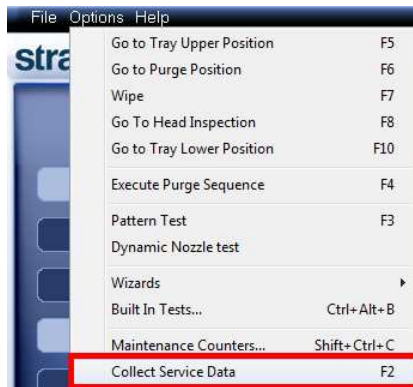 File Options Help
stra
Go to Tray Upper Position F5
Go to Purge Position F6
Wipe F7
Go To Head Inspection F8
Go to Tray Lower Position F10
Execute Purge Sequence F4
Pattern Test F3
Dynamic Nozzle test
Wizards
Built In Tests... Ctrl+Alt+B
Maintenance Counters... Shift+Ctrl+C
Collect Service Data F2